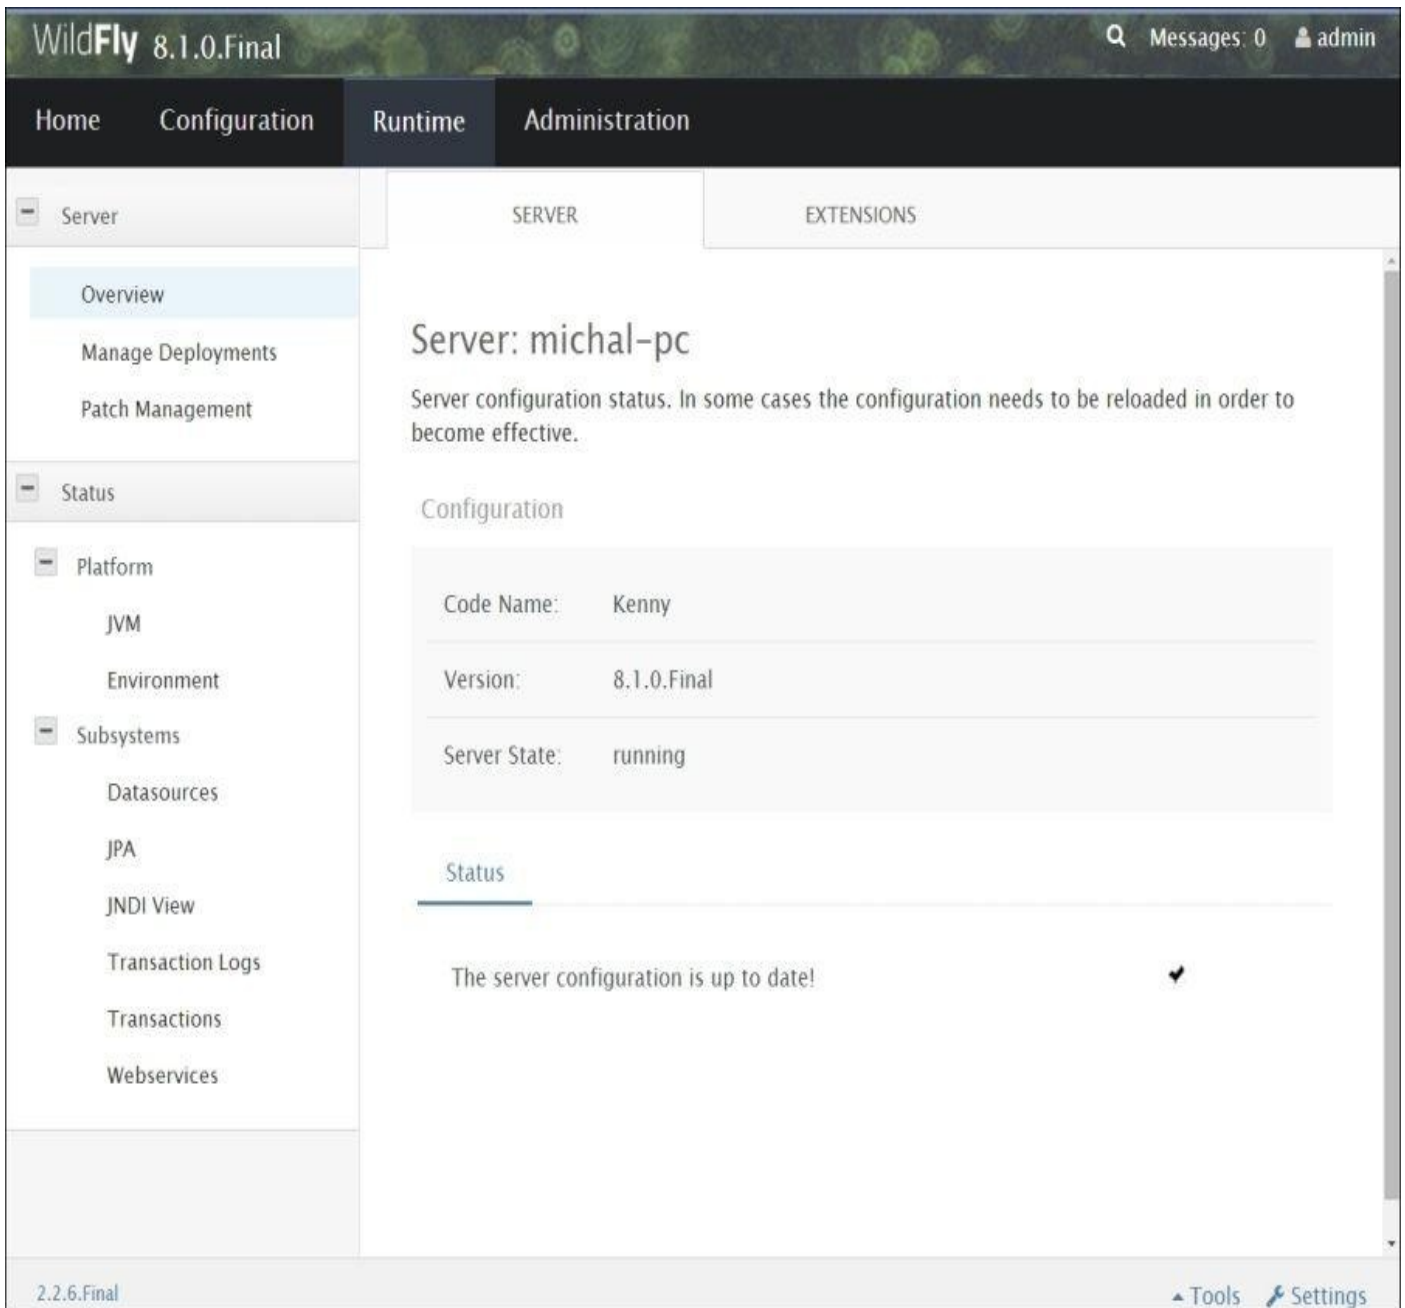 WildFly 8.1.0.Final Messages: 0 admin
Home Configuration Runtime Administration
Server
Overview
Manage Deployments
Patch Management
Status
Platform
JVM
Environment
Subsystems
Datasources
JPA
JNDI View
Transaction Logs
Transactions
Webservices
SERVER EXTENSIONS
Server: michal-pc
Server configuration status. In some cases the configuration needs to be reloaded in order to
become effective.
Configuration
Code Name: Kenny
Version: 8.1.0.Final
Server State: running
Status
The server configuration is up to date!
2.2.6.Final Tools Settings